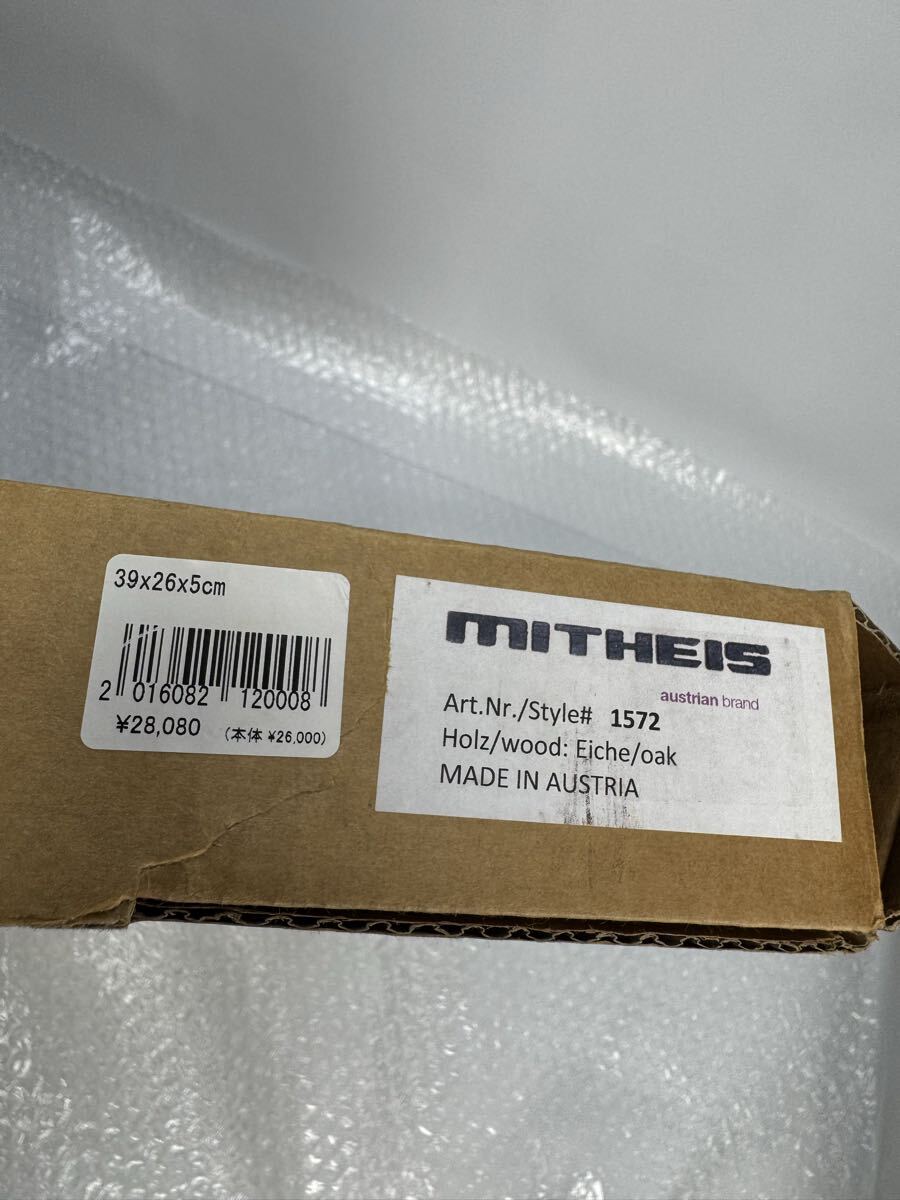 39x26x5cm
2 016082 120008
¥28,080 (本体 ¥26,000)
MITHEIS
austrian brand
Art.Nr./Style# 1572
Holz/wood: Eiche/oak
MADE IN AUSTRIA